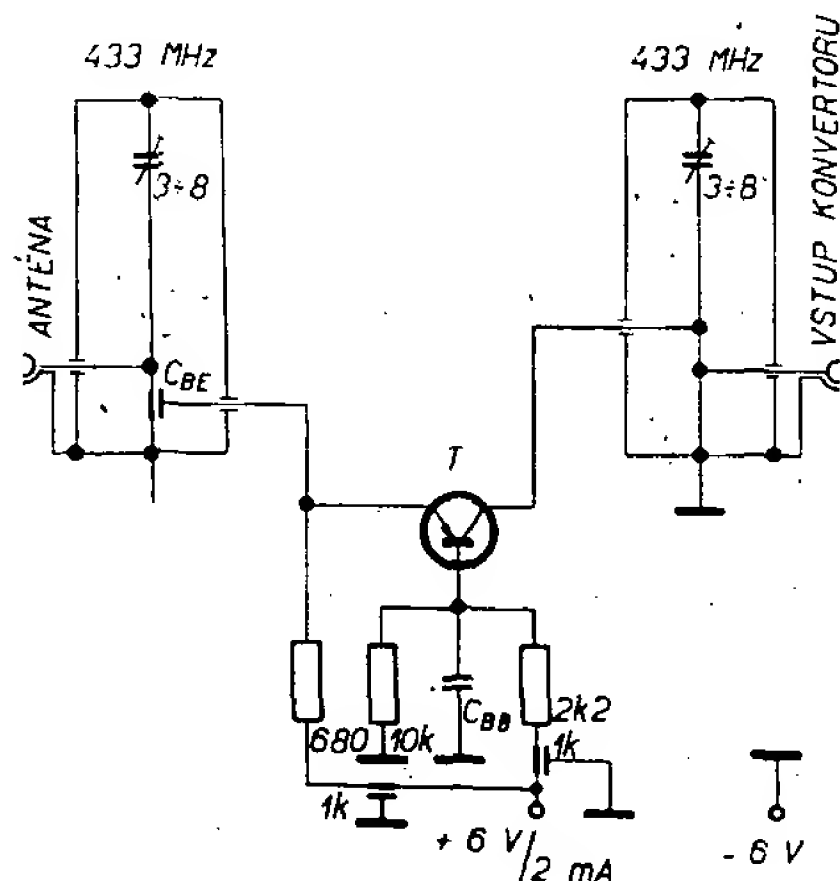 433 MHz
433 MHz
3÷8
3÷8
ANTÉNA
VSTUP KONVERTORU
C_BE
T
680
10k
C_BB
2k2
1k
1k
+ 6 V/2 mA
- 6 V